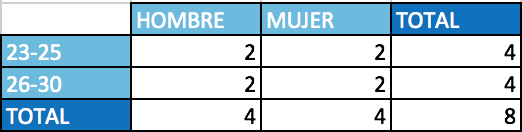 HOMBRE MUJER TOTAL
23-25 2 2 4
26-30 2 2 4
TOTAL 4 4 8